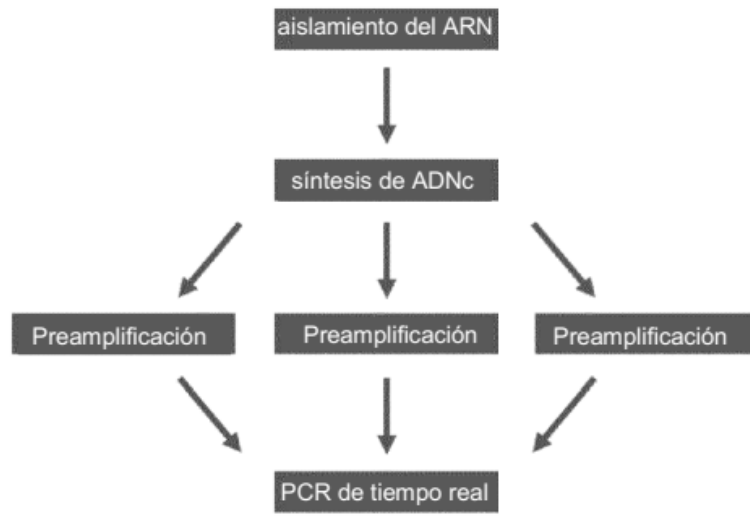 aislamiento del ARN
síntesis de ADNc
Preamplificación
Preamplificación
Preamplificación
PCR de tiempo real